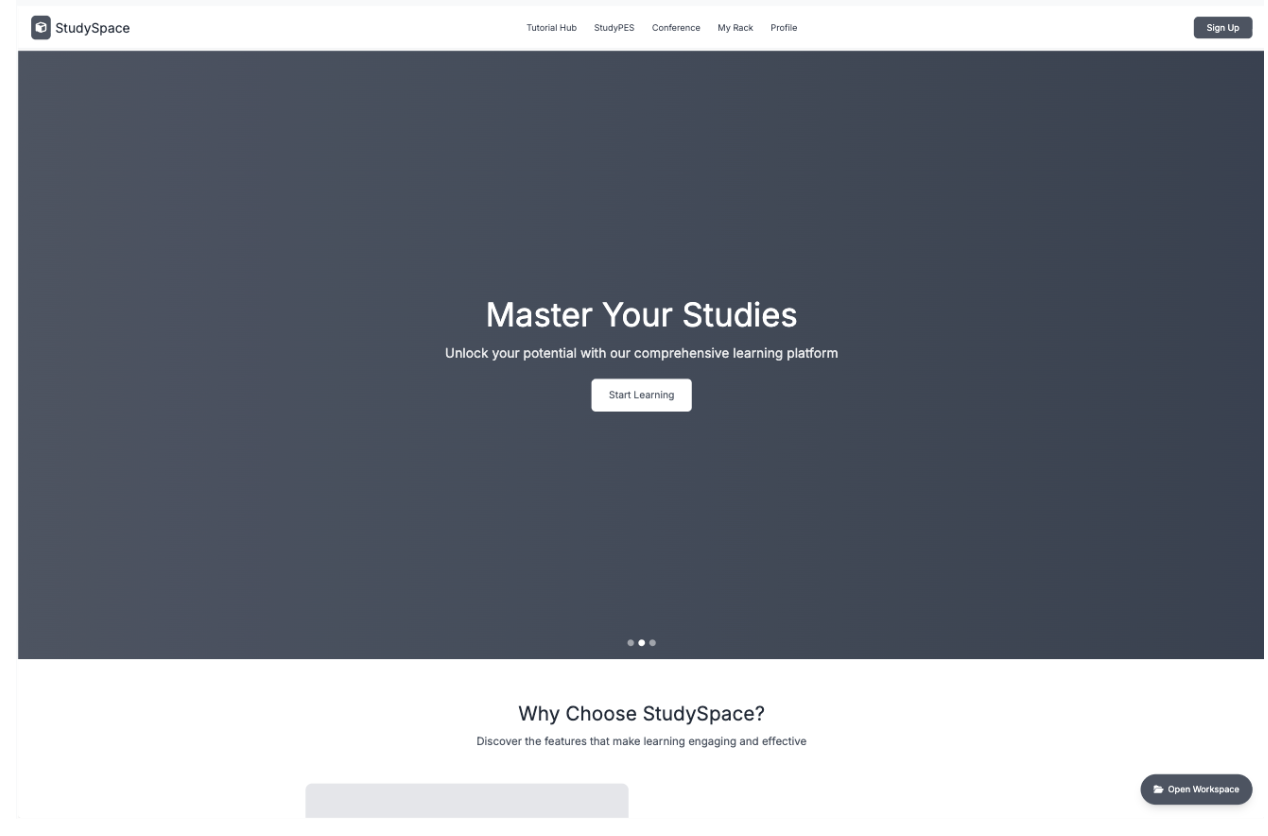 StudySpace
Tutorial Hub StudyPES Conference My Rack Profile
Sign Up
Master Your Studies
Unlock your potential with our comprehensive learning platform
Start Learning
Why Choose StudySpace?
Discover the features that make learning engaging and effective
Open Workspace